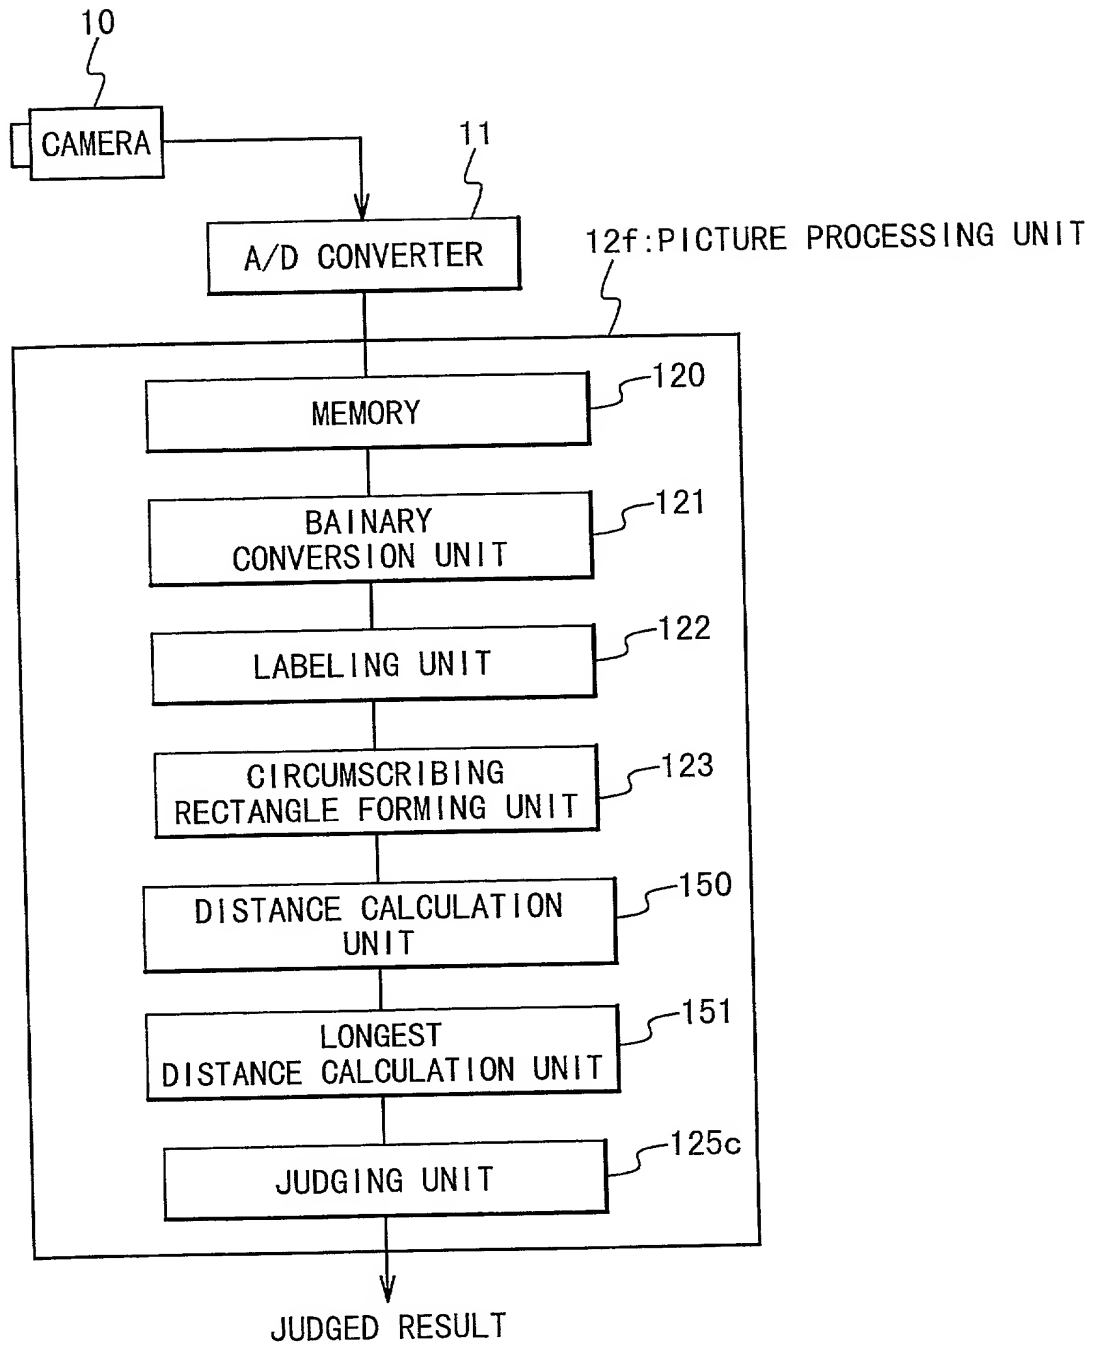 10
CAMERA
11
A/D CONVERTER
12f:PICTURE PROCESSING UNIT
MEMORY
120
BAINARY
CONVERSION UNIT
121
LABELING UNIT
122
CIRCUMSCRIBING
RECTANGLE FORMING UNIT
123
DISTANCE CALCULATION
UNIT
150
LONGEST
DISTANCE CALCULATION UNIT
151
JUDGING UNIT
125c
JUDGED RESULT